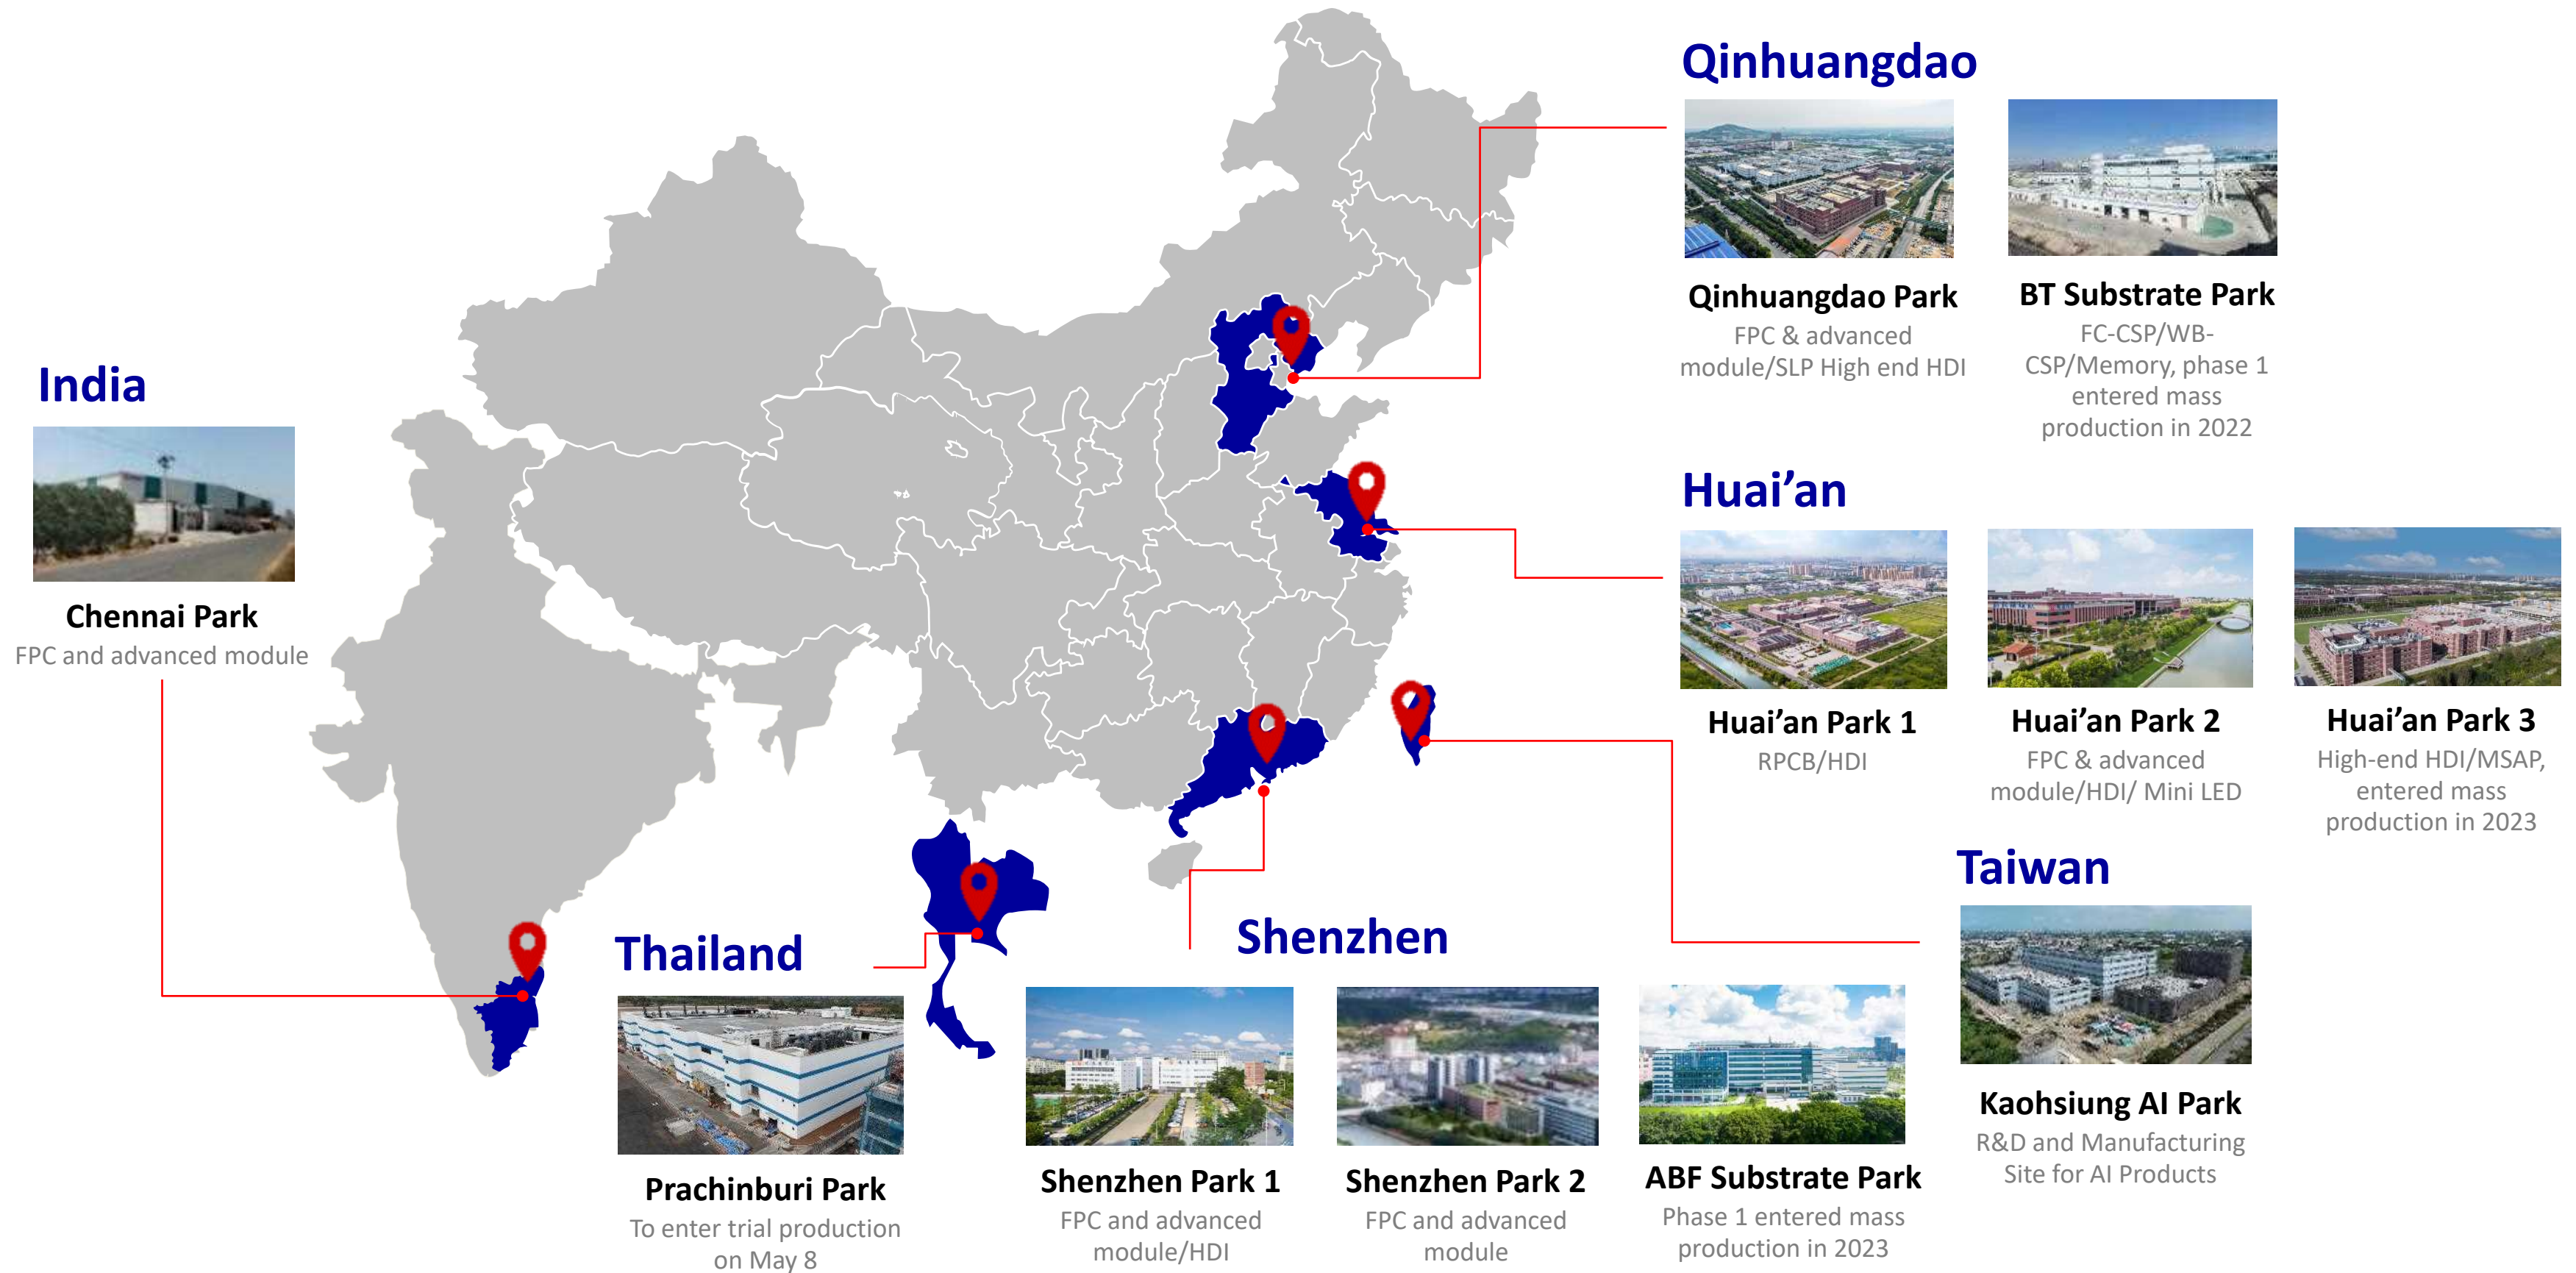 Qinhuangdao
Qinhuangdao Park
FPC & advanced
module/SLP High end HDI
BT Substrate Park
FC-CSP/WB-
CSP/Memory, phase 1
entered mass
production in 2022
India
Chennai Park
FPC and advanced module
Huai’an
Huai’an Park 1
RPCB/HDI
Huai’an Park 2
FPC & advanced
module/HDI/ Mini LED
Huai’an Park 3
High-end HDI/MSAP,
entered mass
production in 2023
Taiwan
Kaohsiung AI Park
R&D and Manufacturing
Site for AI Products
Thailand
Prachinburi Park
To enter trial production
on May 8
Shenzhen
Shenzhen Park 1
FPC and advanced
module/HDI
Shenzhen Park 2
FPC and advanced
module
ABF Substrate Park
Phase 1 entered mass
production in 2023